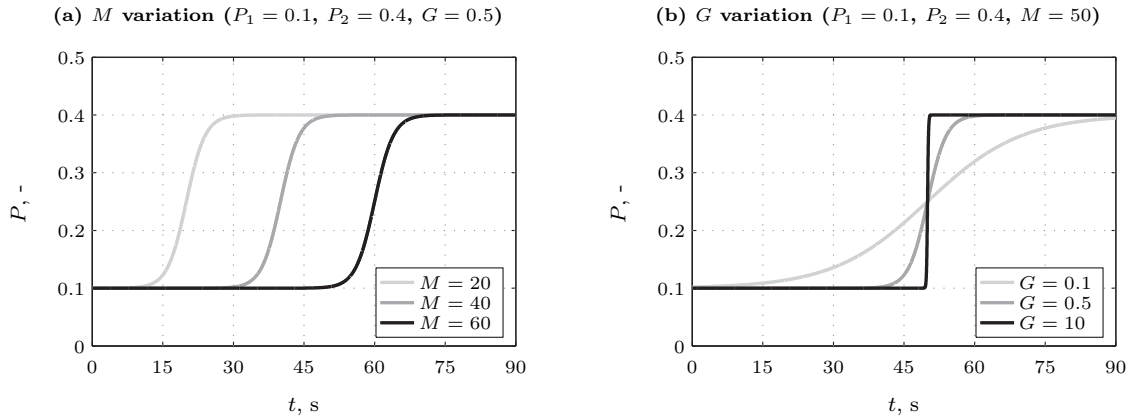 (a) M variation (P₁ = 0.1, P₂ = 0.4, G = 0.5)
0.5
0.4
0.3
0.2
0.1
0
P, -
0 15 30 45 60 75 90
t, s
M = 20
M = 40
M = 60
(b) G variation (P₁ = 0.1, P₂ = 0.4, M = 50)
0.5
0.4
0.3
0.2
0.1
0
P, -
0 15 30 45 60 75 90
t, s
G = 0.1
G = 0.5
G = 10